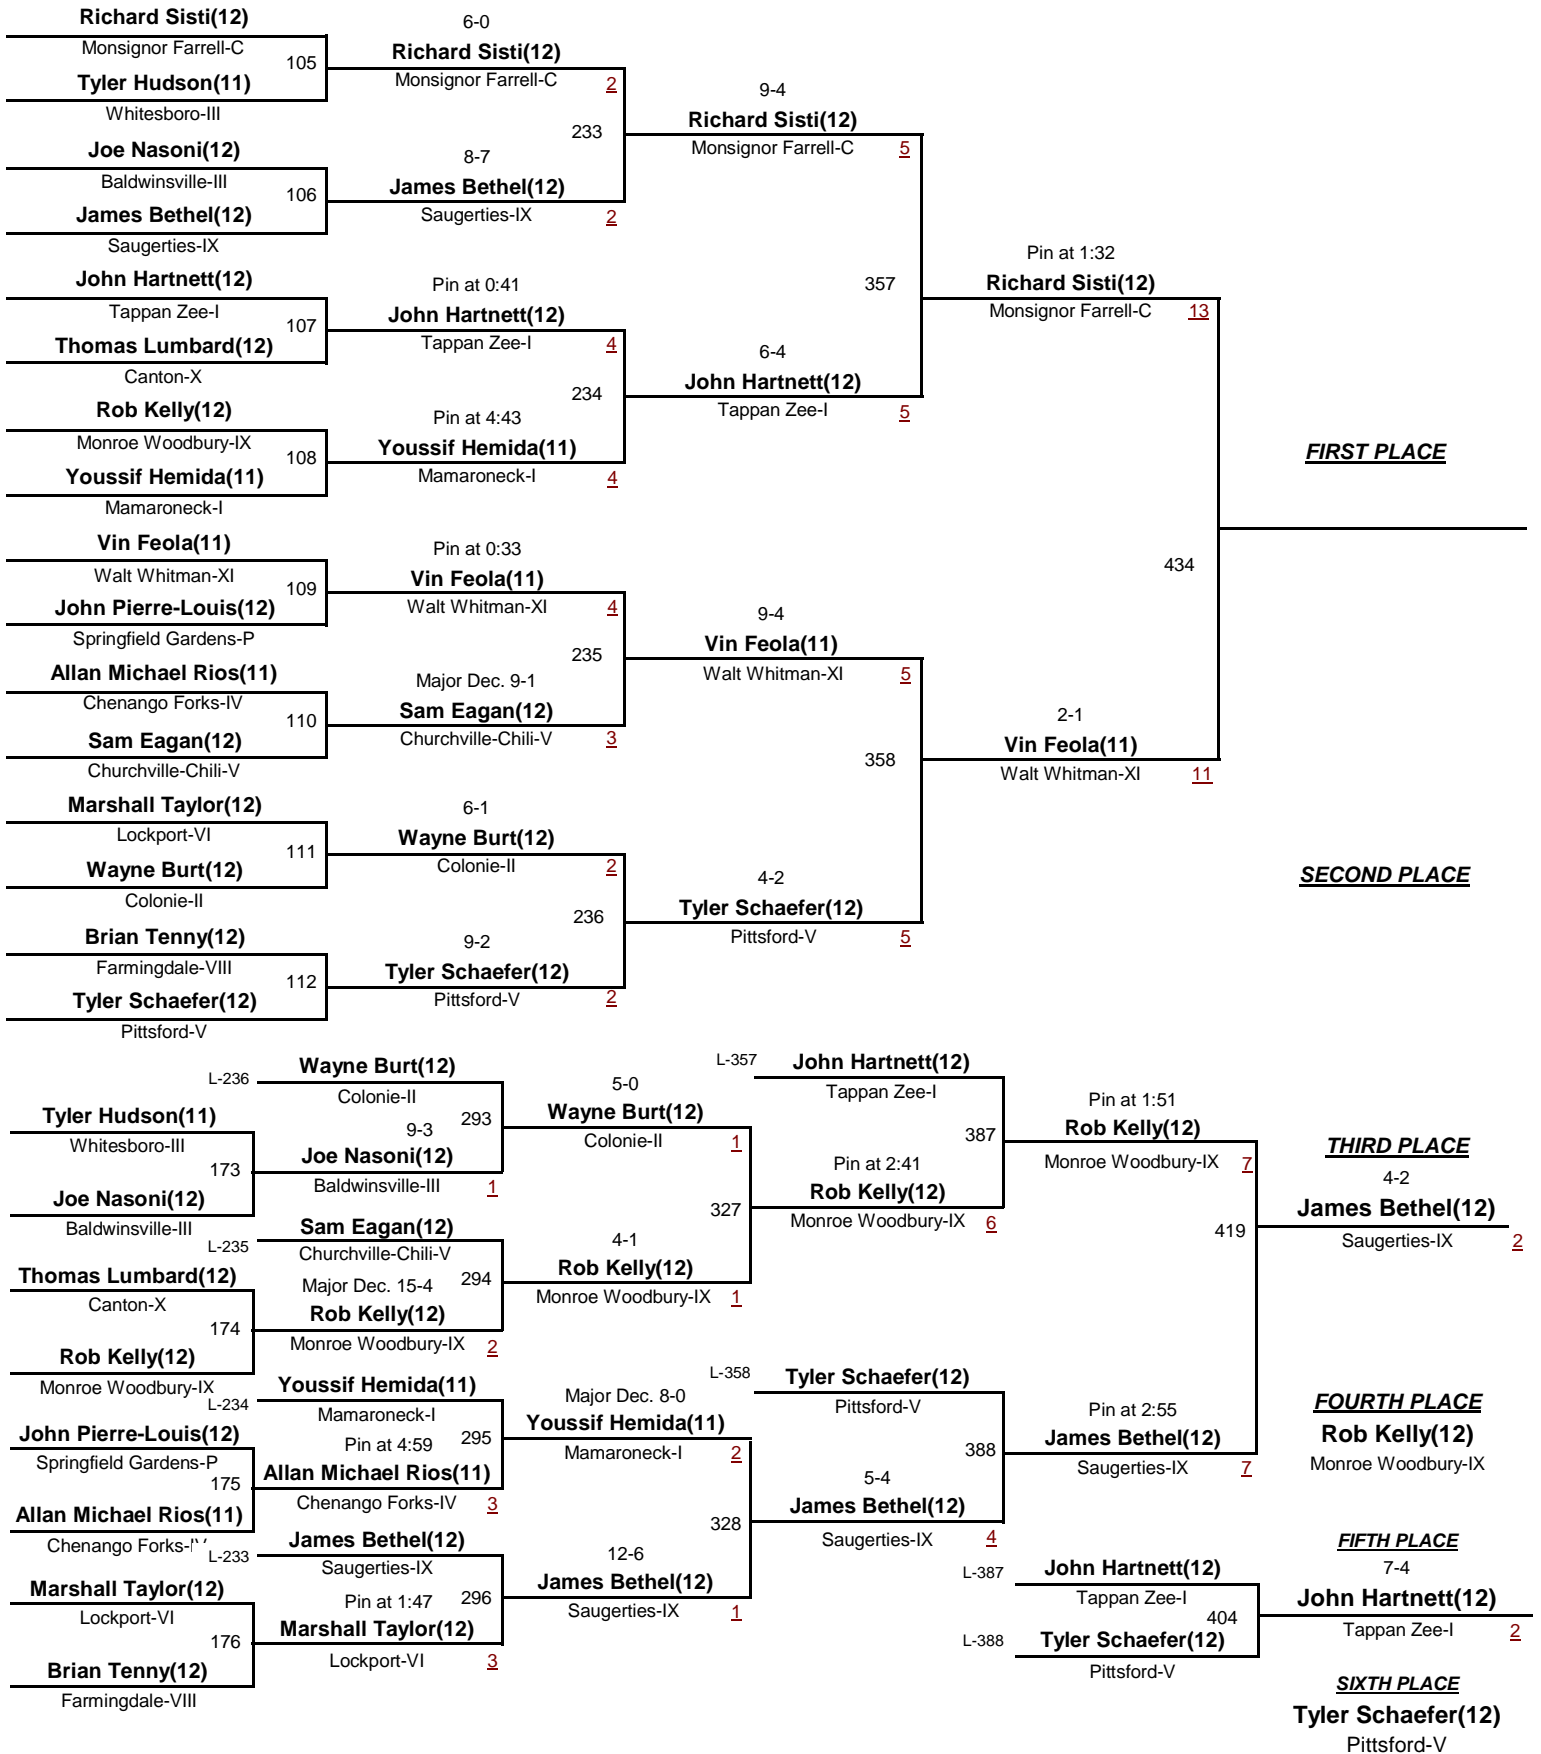 Richard Sisti(12)
Monsignor Farrell-C
105
Tyler Hudson(11)
Whitesboro-III
Joe Nasoni(12)
Baldwinsville-III
106
James Bethel(12)
Saugerties-IX
John Hartnett(12)
Tappan Zee-I
107
Thomas Lumbard(12)
Canton-X
Rob Kelly(12)
Monroe Woodbury-IX
108
Youssif Hemida(11)
Mamaroneck-I
Vin Feola(11)
Walt Whitman-XI
109
John Pierre-Louis(12)
Springfield Gardens-P
Allan Michael Rios(11)
Chenango Forks-IV
110
Sam Eagan(12)
Churchville-Chili-V
Marshall Taylor(12)
Lockport-VI
111
Wayne Burt(12)
Colonie-II
Brian Tenny(12)
Farmingdale-VIII
112
Tyler Schaefer(12)
Pittsford-V
6-0
Richard Sisti(12)
Monsignor Farrell-C 2
233
8-7
James Bethel(12)
Saugerties-IX 2
Pin at 0:41
John Hartnett(12)
Tappan Zee-I 4
234
Pin at 4:43
Youssif Hemida(11)
Mamaroneck-I 4
Pin at 0:33
Vin Feola(11)
Walt Whitman-XI 4
235
Major Dec. 9-1
Sam Eagan(12)
Churchville-Chili-V 3
6-1
Wayne Burt(12)
Colonie-II 2
236
9-2
Tyler Schaefer(12)
Pittsford-V 2
9-4
Richard Sisti(12)
Monsignor Farrell-C 5
357
6-4
John Hartnett(12)
Tappan Zee-I 5
9-4
Vin Feola(11)
Walt Whitman-XI 5
358
4-2
Tyler Schaefer(12)
Pittsford-V 5
Pin at 1:32
Richard Sisti(12)
Monsignor Farrell-C 13
434
2-1
Vin Feola(11)
Walt Whitman-XI 11
FIRST PLACE
SECOND PLACE
Tyler Hudson(11)
Whitesboro-III
173
Joe Nasoni(12)
Baldwinsville-III
Thomas Lumbard(12)
Canton-X
174
Rob Kelly(12)
Monroe Woodbury-IX
John Pierre-Louis(12)
Springfield Gardens-P
175
Allan Michael Rios(11)
Chenango Forks-IV
Marshall Taylor(12)
Lockport-VI
176
Brian Tenny(12)
Farmingdale-VIII
L-236 Wayne Burt(12)
Colonie-II
293
9-3
Joe Nasoni(12)
Baldwinsville-III 1
L-235 Sam Eagan(12)
Churchville-Chili-V
294
Major Dec. 15-4
Rob Kelly(12)
Monroe Woodbury-IX 2
L-234 Youssif Hemida(11)
Mamaroneck-I
295
Pin at 4:59
Allan Michael Rios(11)
Chenango Forks-IV 3
L-233 James Bethel(12)
Saugerties-IX
296
Pin at 1:47
Marshall Taylor(12)
Lockport-VI 3
5-0
Wayne Burt(12)
Colonie-II 1
327
4-1
Rob Kelly(12)
Monroe Woodbury-IX 1
Major Dec. 8-0
Youssif Hemida(11)
Mamaroneck-I 2
328
12-6
James Bethel(12)
Saugerties-IX 1
L-357 John Hartnett(12)
Tappan Zee-I
387
Pin at 2:41
Rob Kelly(12)
Monroe Woodbury-IX 6
L-358 Tyler Schaefer(12)
Pittsford-V
388
5-4
James Bethel(12)
Saugerties-IX 4
Pin at 1:51
Rob Kelly(12)
Monroe Woodbury-IX 7
419
Pin at 2:55
James Bethel(12)
Saugerties-IX 7
L-387 John Hartnett(12)
Tappan Zee-I
404
L-388 Tyler Schaefer(12)
Pittsford-V
THIRD PLACE
4-2
James Bethel(12)
Saugerties-IX 2
FOURTH PLACE
Rob Kelly(12)
Monroe Woodbury-IX
FIFTH PLACE
7-4
John Hartnett(12)
Tappan Zee-I 2
SIXTH PLACE
Tyler Schaefer(12)
Pittsford-V